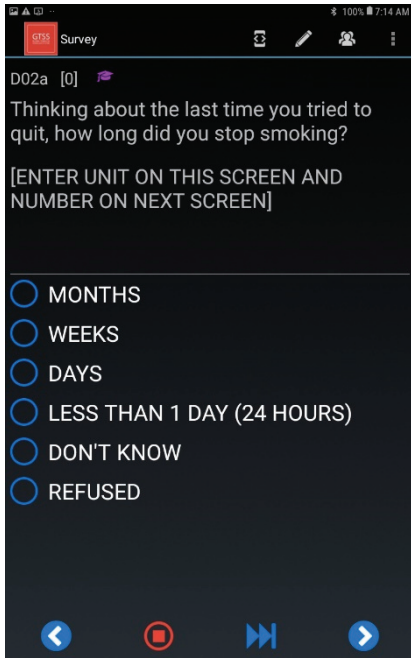 100% 7:14 AM
GTSS Survey
D02a [0]
Thinking about the last time you tried to
quit, how long did you stop smoking?
[ENTER UNIT ON THIS SCREEN AND
NUMBER ON NEXT SCREEN]
MONTHS
WEEKS
DAYS
LESS THAN 1 DAY (24 HOURS)
DON'T KNOW
REFUSED